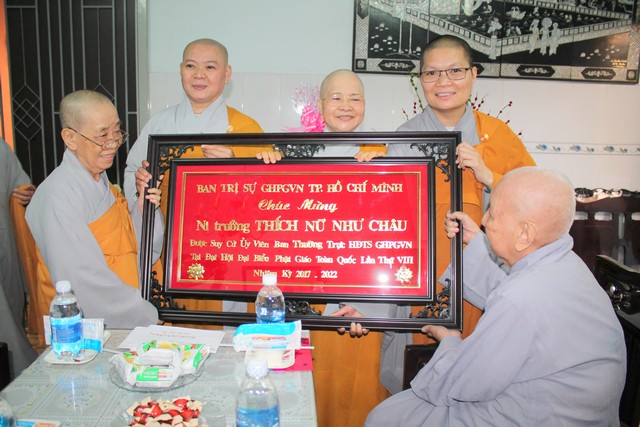 BAN TRỊ SỰ GHPGVN TP. HỒ CHÍ MINH
Chúc Mừng
Ni trưởng THÍCH NỮ NHƯ CHÂU
Được Suy Cử Ủy Viên Ban Thường Trực HĐTS GHPGVN
Tại Đại Hội Đại Biểu Phật Giáo Toàn Quốc Lần Thứ VIII
Nhiệm Kỳ 2017 - 2022